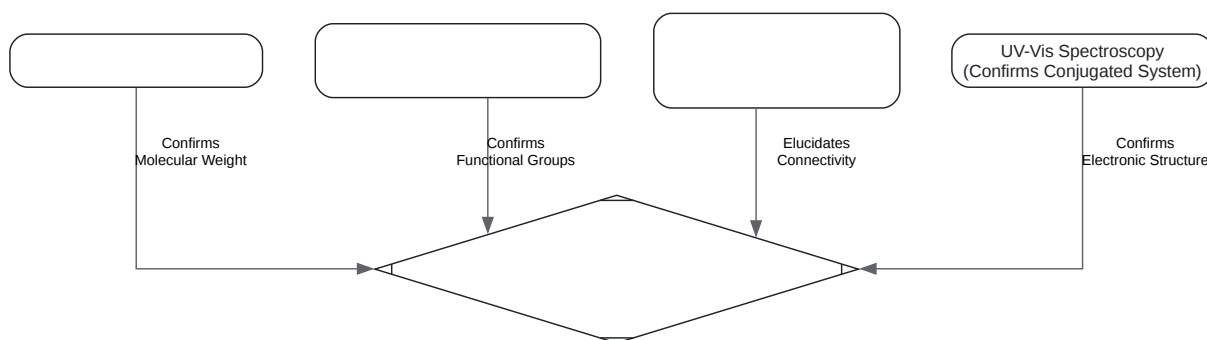 UV-Vis Spectroscopy
(Confirms Conjugated System)
Confirms
Molecular Weight
Confirms
Functional Groups
Elucidates
Connectivity
Confirms
Electronic Structure